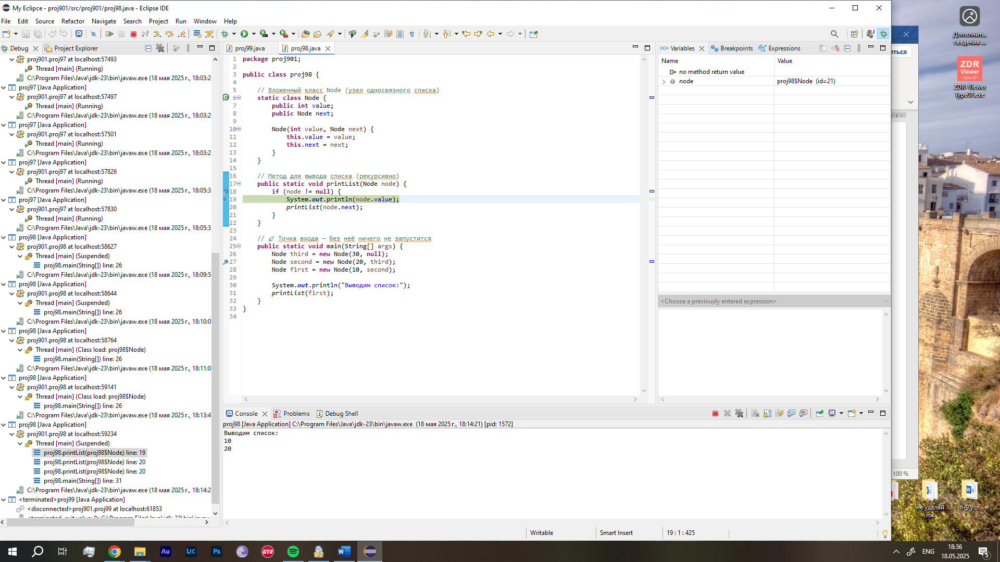 My Eclipce - proj901/src/proj901/proj98.java - Eclipse IDE
File Edit Source Refactor Navigate Search Project Run Window Help
Debug Project Explorer
proj901.proj97 at localhost:57493
Thread [main] (Running)
C:\Program Files\Java\jdk-23\bin\javaw.exe (18 мая 2025 г., 18:03:2
proj97 [Java Application]
proj901.proj97 at localhost:57497
Thread [main] (Running)
C:\Program Files\Java\jdk-23\bin\javaw.exe (18 мая 2025 г., 18:03:2
proj97 [Java Application]
proj901.proj97 at localhost:57501
Thread [main] (Running)
C:\Program Files\Java\jdk-23\bin\javaw.exe (18 мая 2025 г., 18:03:2
proj97 [Java Application]
proj901.proj97 at localhost:57826
Thread [main] (Running)
C:\Program Files\Java\jdk-23\bin\javaw.exe (18 мая 2025 г., 18:05:3
proj97 [Java Application]
proj901.proj97 at localhost:57830
Thread [main] (Running)
C:\Program Files\Java\jdk-23\bin\javaw.exe (18 мая 2025 г., 18:05:3
proj98 [Java Application]
proj901.proj98 at localhost:58627
Thread [main] (Suspended)
proj98.main(String[]) line: 26
C:\Program Files\Java\jdk-23\bin\javaw.exe (18 мая 2025 г., 18:09:5
proj98 [Java Application]
proj901.proj98 at localhost:58644
Thread [main] (Suspended)
proj98.main(String[]) line: 26
C:\Program Files\Java\jdk-23\bin\javaw.exe (18 мая 2025 г., 18:10:0
proj98 [Java Application]
proj901.proj98 at localhost:58764
Thread [main] (Class load: proj98$Node)
proj98.main(String[]) line: 26
C:\Program Files\Java\jdk-23\bin\javaw.exe (18 мая 2025 г., 18:11:0
proj98 [Java Application]
proj901.proj98 at localhost:59141
Thread [main] (Class load: proj98$Node)
proj98.main(String[]) line: 26
C:\Program Files\Java\jdk-23\bin\javaw.exe (18 мая 2025 г., 18:13:4
proj98 [Java Application]
proj901.proj98 at localhost:59234
Thread [main] (Suspended)
proj98.printList(proj98$Node) line: 19
proj98.printList(proj98$Node) line: 20
proj98.printList(proj98$Node) line: 20
proj98.main(String[]) line: 31
C:\Program Files\Java\jdk-23\bin\javaw.exe (18 мая 2025 г., 18:14:2
<terminated>proj99 [Java Application]
<disconnected>proj901.proj99 at localhost:61853
proj99.java proj98.java
1 package proj901;
2
3 public class proj98 {
4
5 // Вложенный класс Node (узел односвязного списка)
6 static class Node {
7 public int value;
8 public Node next;
9
10 Node(int value, Node next) {
11 this.value = value;
12 this.next = next;
13 }
14 }
15
16 // Метод для вывода списка (рекурсивно)
17 public static void printList(Node node) {
18 if (node != null) {
19 System.out.println(node.value);
20 printList(node.next);
21 }
22 }
23
24 // 🚀 Точка входа — без неё ничего не запустится
25 public static void main(String[] args) {
26 Node third = new Node(30, null);
27 Node second = new Node(20, third);
28 Node first = new Node(10, second);
29
30 System.out.println("Выводим список:");
31 printList(first);
32 }
33 }
34
Variables Breakpoints Expressions
Name Value
no method return value
node proj98$Node (id=21)
<Choose a previously entered expression>
Console Problems Debug Shell
proj98 [Java Application] C:\Program Files\Java\jdk-23\bin\javaw.exe (18 мая 2025 г., 18:14:21) [pid: 1572]
Выводим список:
10
20
Writable Smart Insert 19 : 1 : 425
иться
100 %
Дополнит...
сведения ...
ZDR
Viewer
~Type 07~
ZDR-Viewer
Type07.exe
не удаляй
пж
6-9 уст
Au Lrc Ps GT3
ENG
18:36
18.05.2025
5